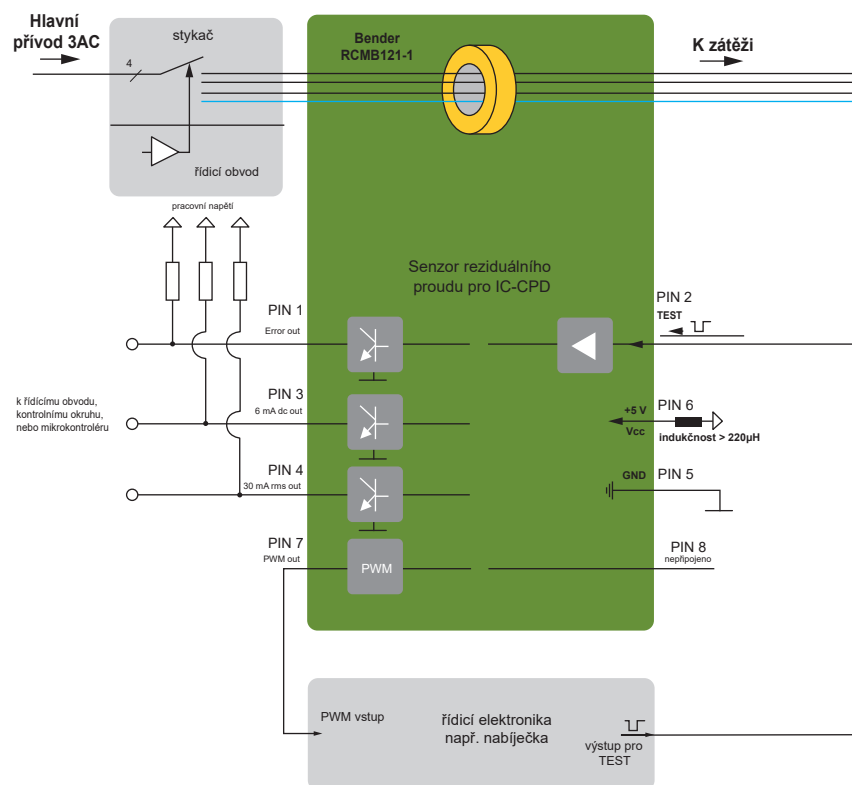 Hlavní
přívod 3AC
4
stykač
řídicí obvod
Bender
RCMB121-1
K zátěži
pracovní napětí
Senzor reziduálního
proudu pro IC-CPD
PIN 1
Error out
PIN 2
TEST
k řídícímu obvodu,
kontrolnímu okruhu,
nebo mikrokontroléru
PIN 3
6 mA dc out
+5 V
Vcc
PIN 6
indukčnost > 220µH
PIN 4
30 mA rms out
GND
PIN 5
PIN 7
PWM out
PWM
PIN 8
nepřipojeno
PWM vstup
řídicí elektronika
např. nabíječka
výstup pro
TEST